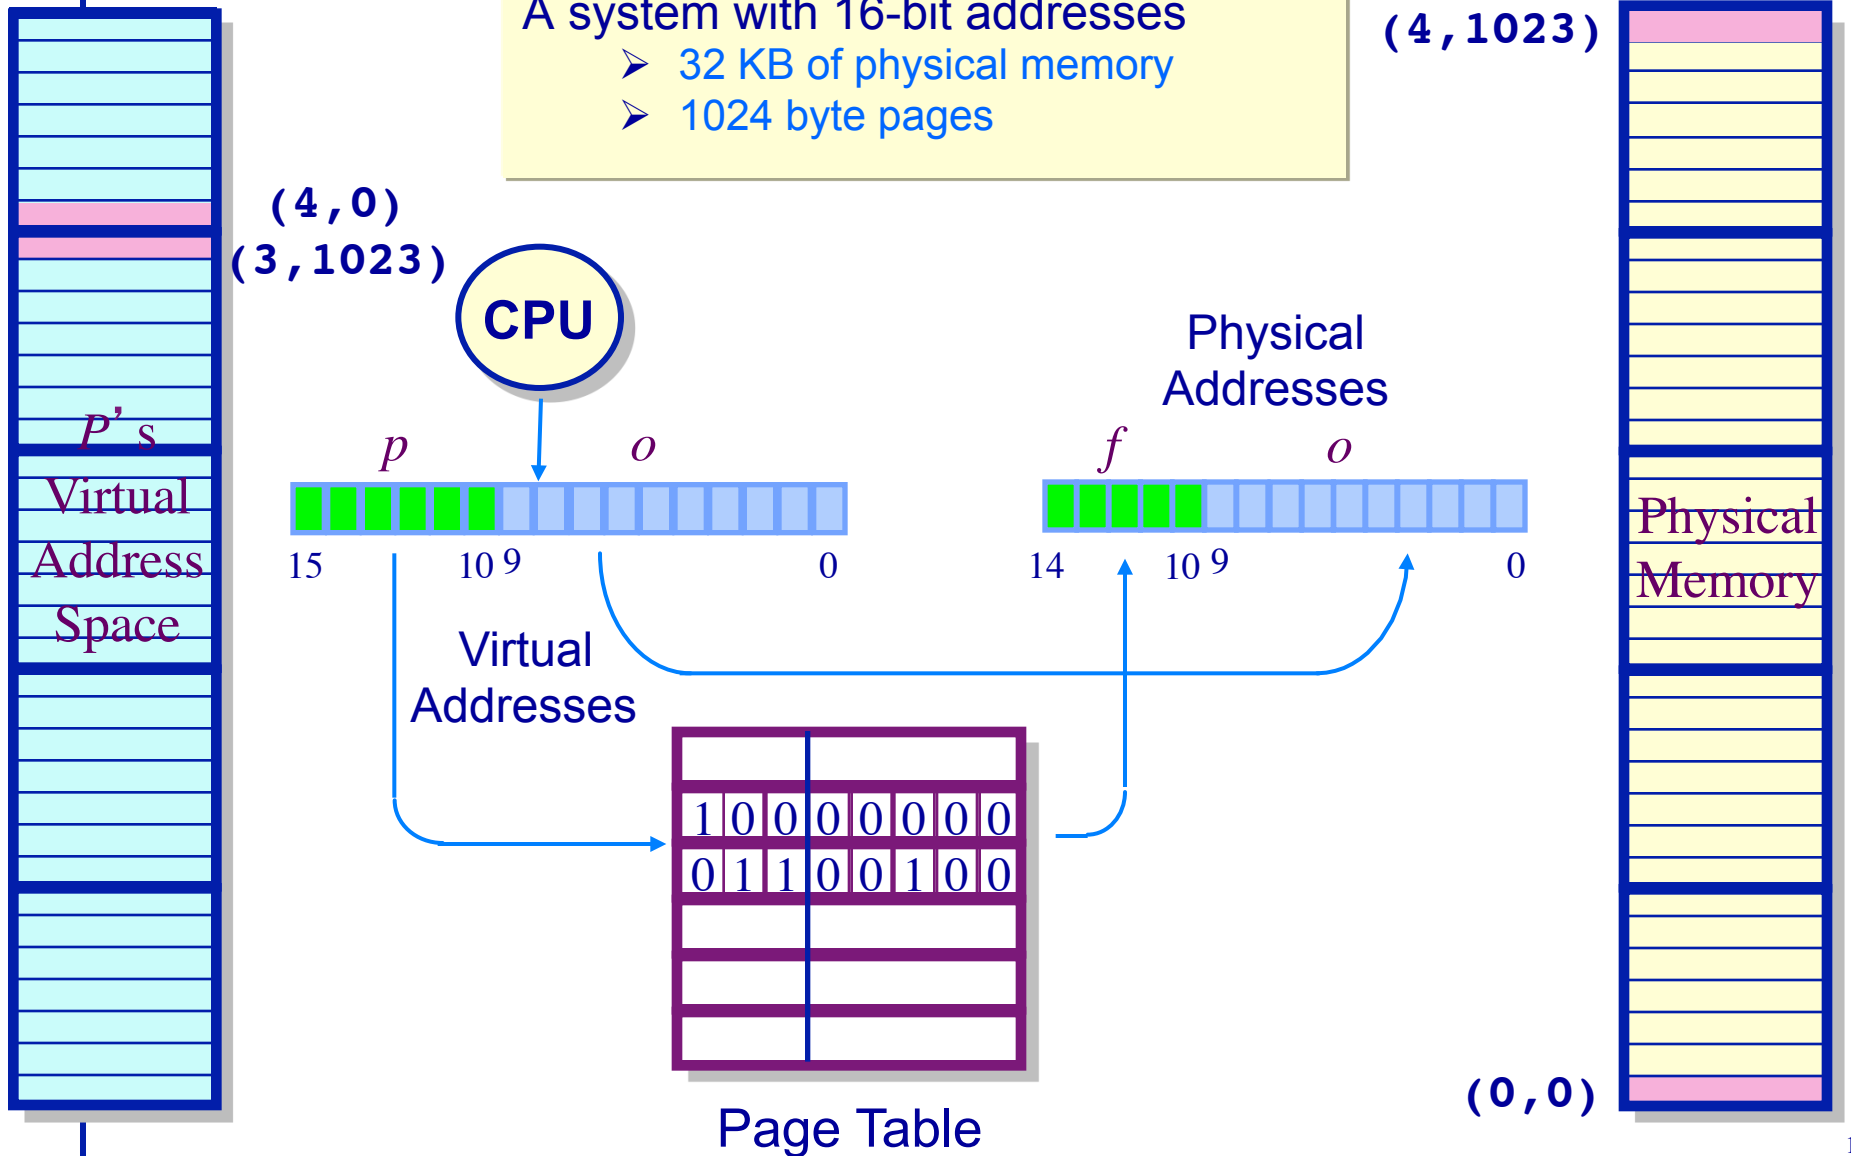 A system with 16-bit addresses
➢ 32 KB of physical memory
➢ 1024 byte pages
(4,1023)
(4,0)
(3,1023)
CPU
Physical
Addresses
P's
Virtual
Address
Space
p o
15 10 9 0
f o
14 10 9 0
Physical
Memory
Virtual
Addresses
1 0 0 0 0 0 0 0
0 1 1 0 0 1 0 0
Page Table
(0,0)